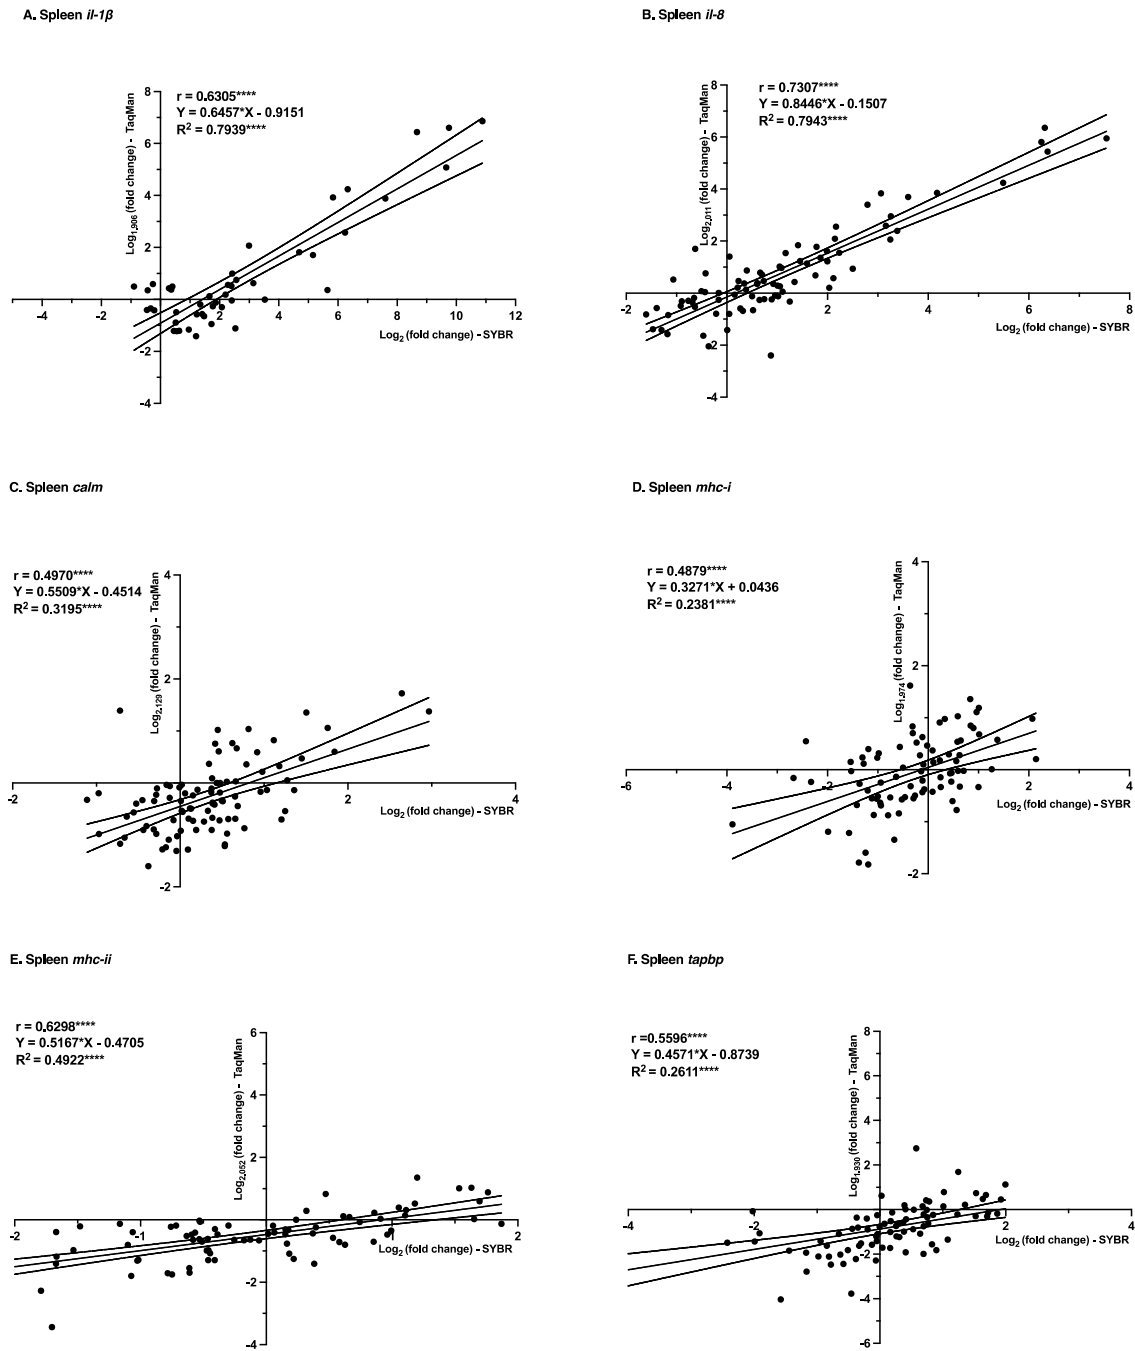 A. Spleen il-1β
r = 0.6305****
Y = 0.6457*X - 0.9151
R2 = 0.7939****
Log1,906 (fold change) - TaqMan
8
6
4
2
-2
-4
-4
-2
2
4
6
8
10
12
Log2 (fold change) - SYBR
B. Spleen il-8
r = 0.7307****
Y = 0.8446*X - 0.1507
R2 = 0.7943****
Log2,011 (fold change) - TaqMan
8
6
4
2
-2
-4
-2
2
4
6
8
Log2 (fold change) - SYBR
C. Spleen calm
r = 0.4970****
Y = 0.5509*X - 0.4514
R2 = 0.3195****
Log2,129 (fold change) - TaqMan
4
2
-2
-2
2
4
Log2 (fold change) - SYBR
D. Spleen mhc-i
r = 0.4879****
Y = 0.3271*X + 0.0436
R2 = 0.2381****
Log1,974 (fold change) - TaqMan
4
2
-2
-6
-4
-2
2
4
Log2 (fold change) - SYBR
E. Spleen mhc-ii
r = 0.6298****
Y = 0.5167*X - 0.4705
R2 = 0.4922****
Log2,052 (fold change) - TaqMan
6
4
2
-2
-4
-2
-1
1
2
Log2 (fold change) - SYBR
F. Spleen tapbp
r =0.5596****
Y = 0.4571*X - 0.8739
R2 = 0.2611****
Log1,930 (fold change) - TaqMan
8
6
4
2
-2
-4
-6
-4
-2
2
4
Log2 (fold change) - SYBR